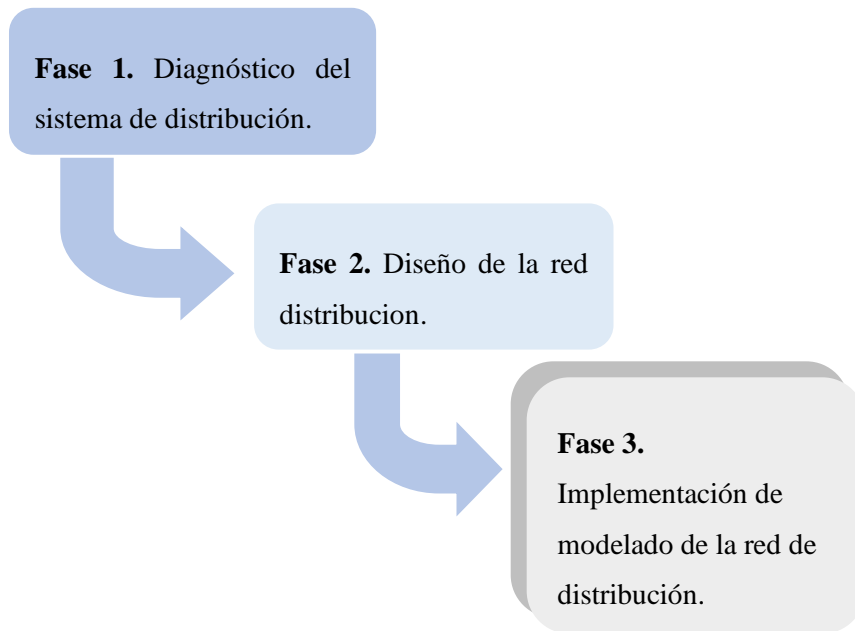 Fase 1. Diagnóstico del
sistema de distribución.
Fase 2. Diseño de la red
distribucion.
Fase 3.
Implementación de
modelado de la red de
distribución.